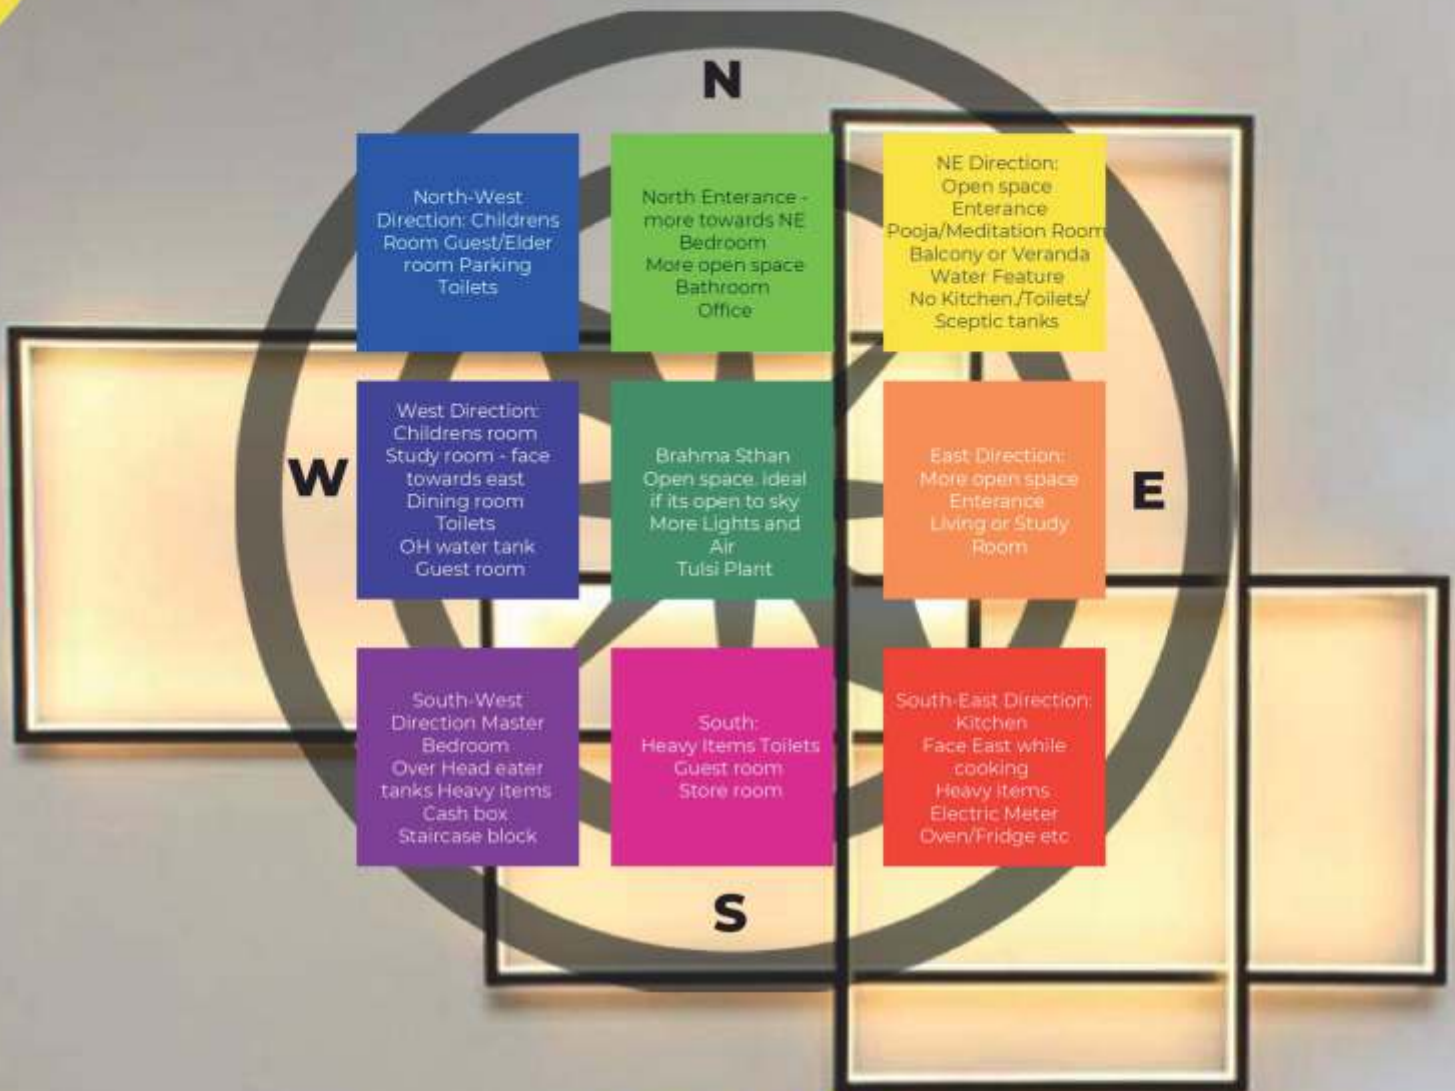 N
North-West
Direction: Childrens
Room Guest/Elder
room Parking
Toilets
North Enterance -
more towards NE
Bedroom
More open space
Bathroom
Office
NE Direction:
Open space
Enterance
Pooja/Meditation Room
Balcony or Veranda
Water Feature
No Kitchen./Toilets/
Sceptic tanks
W
West Direction:
Childrens room
Study room - face
towards east
Dining room
Toilets
OH water tank
Guest room
Brahma Sthan
Open space. ideal
if its open to sky
More Lights and
Air
Tulsi Plant
East Direction:
More open space
Enterance
Living or Study
Room
E
South-West
Direction Master
Bedroom
Over Head eater
tanks Heavy items
Cash box
Staircase block
South:
Heavy Items Toilets
Guest room
Store room
South-East Direction:
Kitchen
Face East while
cooking
Heavy items
Electric Meter
Oven/Fridge etc
S